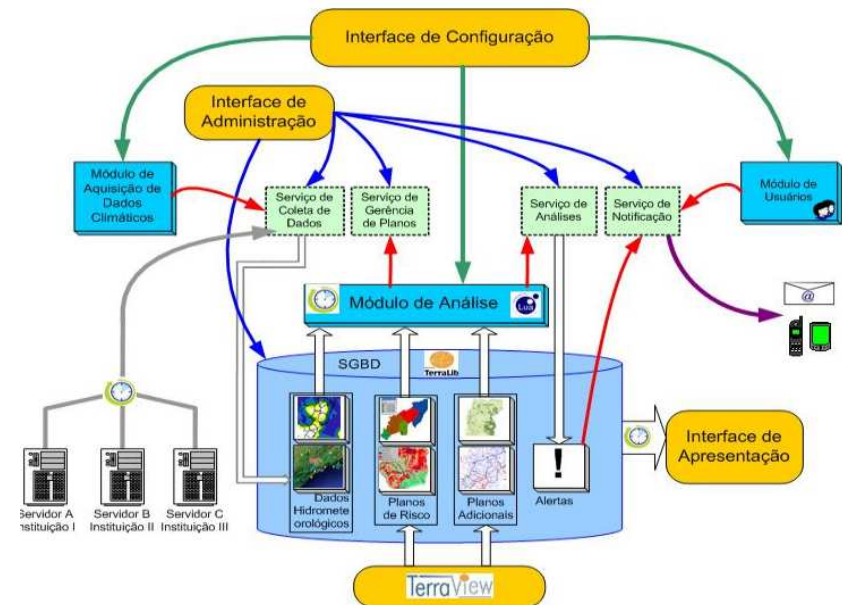 Interface de Configuração
Interface de
Administração
Módulo de
Aquisição de
Dados
Climáticos
Serviço de
Coleta de
Dados
Serviço de
Gerência
de Planos
Serviço de
Análises
Serviço de
Notificação
Módulo de
Usuários
Módulo de Análise
Lua
@
SGBD
TerraLib
Servidor A
Instituição I
Servidor B
Instituição II
Servidor C
Instituição III
Dados
Hidromete
orológicos
Planos
de Risco
Planos
Adicionais
!
Alertas
Interface de
Apresentação
TerraView